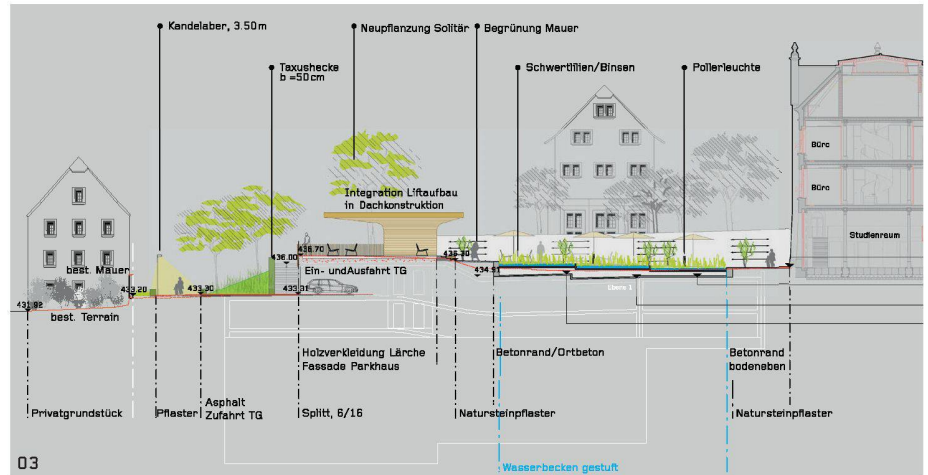 Kandelaber, 3.50m
Neupflanzung Solitär
Begrünung Mauer
Taxushecke
b =50cm
Schwertlilien/Binsen
Pollerleuchte
Büro
Büro
Studienraum
Integration Liftaufbau
in Dachkonstruktion
best. Mauer
436.70
436.00
Ein- undAusfahrt TG
434.91
433.20
433.30
433.31
431.92
best. Terrain
Holzverkleidung Lärche
Fassade Parkhaus
Betonrand/Ortbeton
Betonrand
bodeneben
Privatgrundstück
Pflaster
Asphalt
Zufahrt TG
Splitt, 6/16
Natursteinpflaster
Natursteinpflaster
03
Wasserbecken gestuft